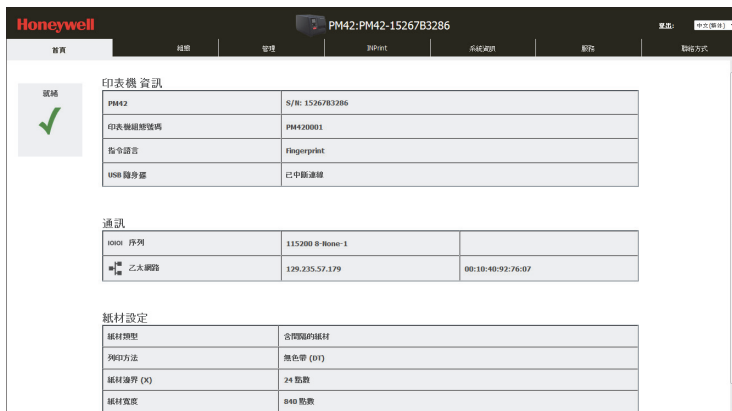 Honeywell
PM42:PM42-15267B3286
登出: 中文(繁体)
首頁 組態 管理 INPrint 系統資訊 服務 聯絡方式
就緒
印表機 資訊
PM42 S/N: 15267B3286
印表機組態號碼 PM420001
指令語言 Fingerprint
USB 隨身碟 已中斷連線
通訊
IOIOI 序列 115200 8-None-1
乙太網路 129.235.57.179 00:10:40:92:76:07
紙材設定
紙材類型 含間隔的紙材
列印方法 無色帶 (DT)
紙材邊界 (X) 24 點數
紙材寬度 840 點數